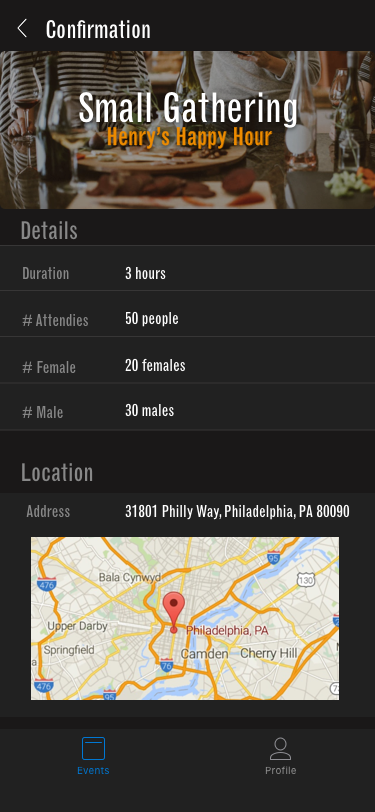 Confirmation
Small Gathering
Henry's Happy Hour
Details
Duration 3 hours
# Attendies 50 people
# Female 20 females
# Male 30 males
Location
Address 31801 Philly Way, Philadelphia, PA 80090
95
476
Bala Cynwyd
130
Upper Darby
Philadelphia, PA
Springfield
Camden Cherry Hill
76
476
95
Events Profile